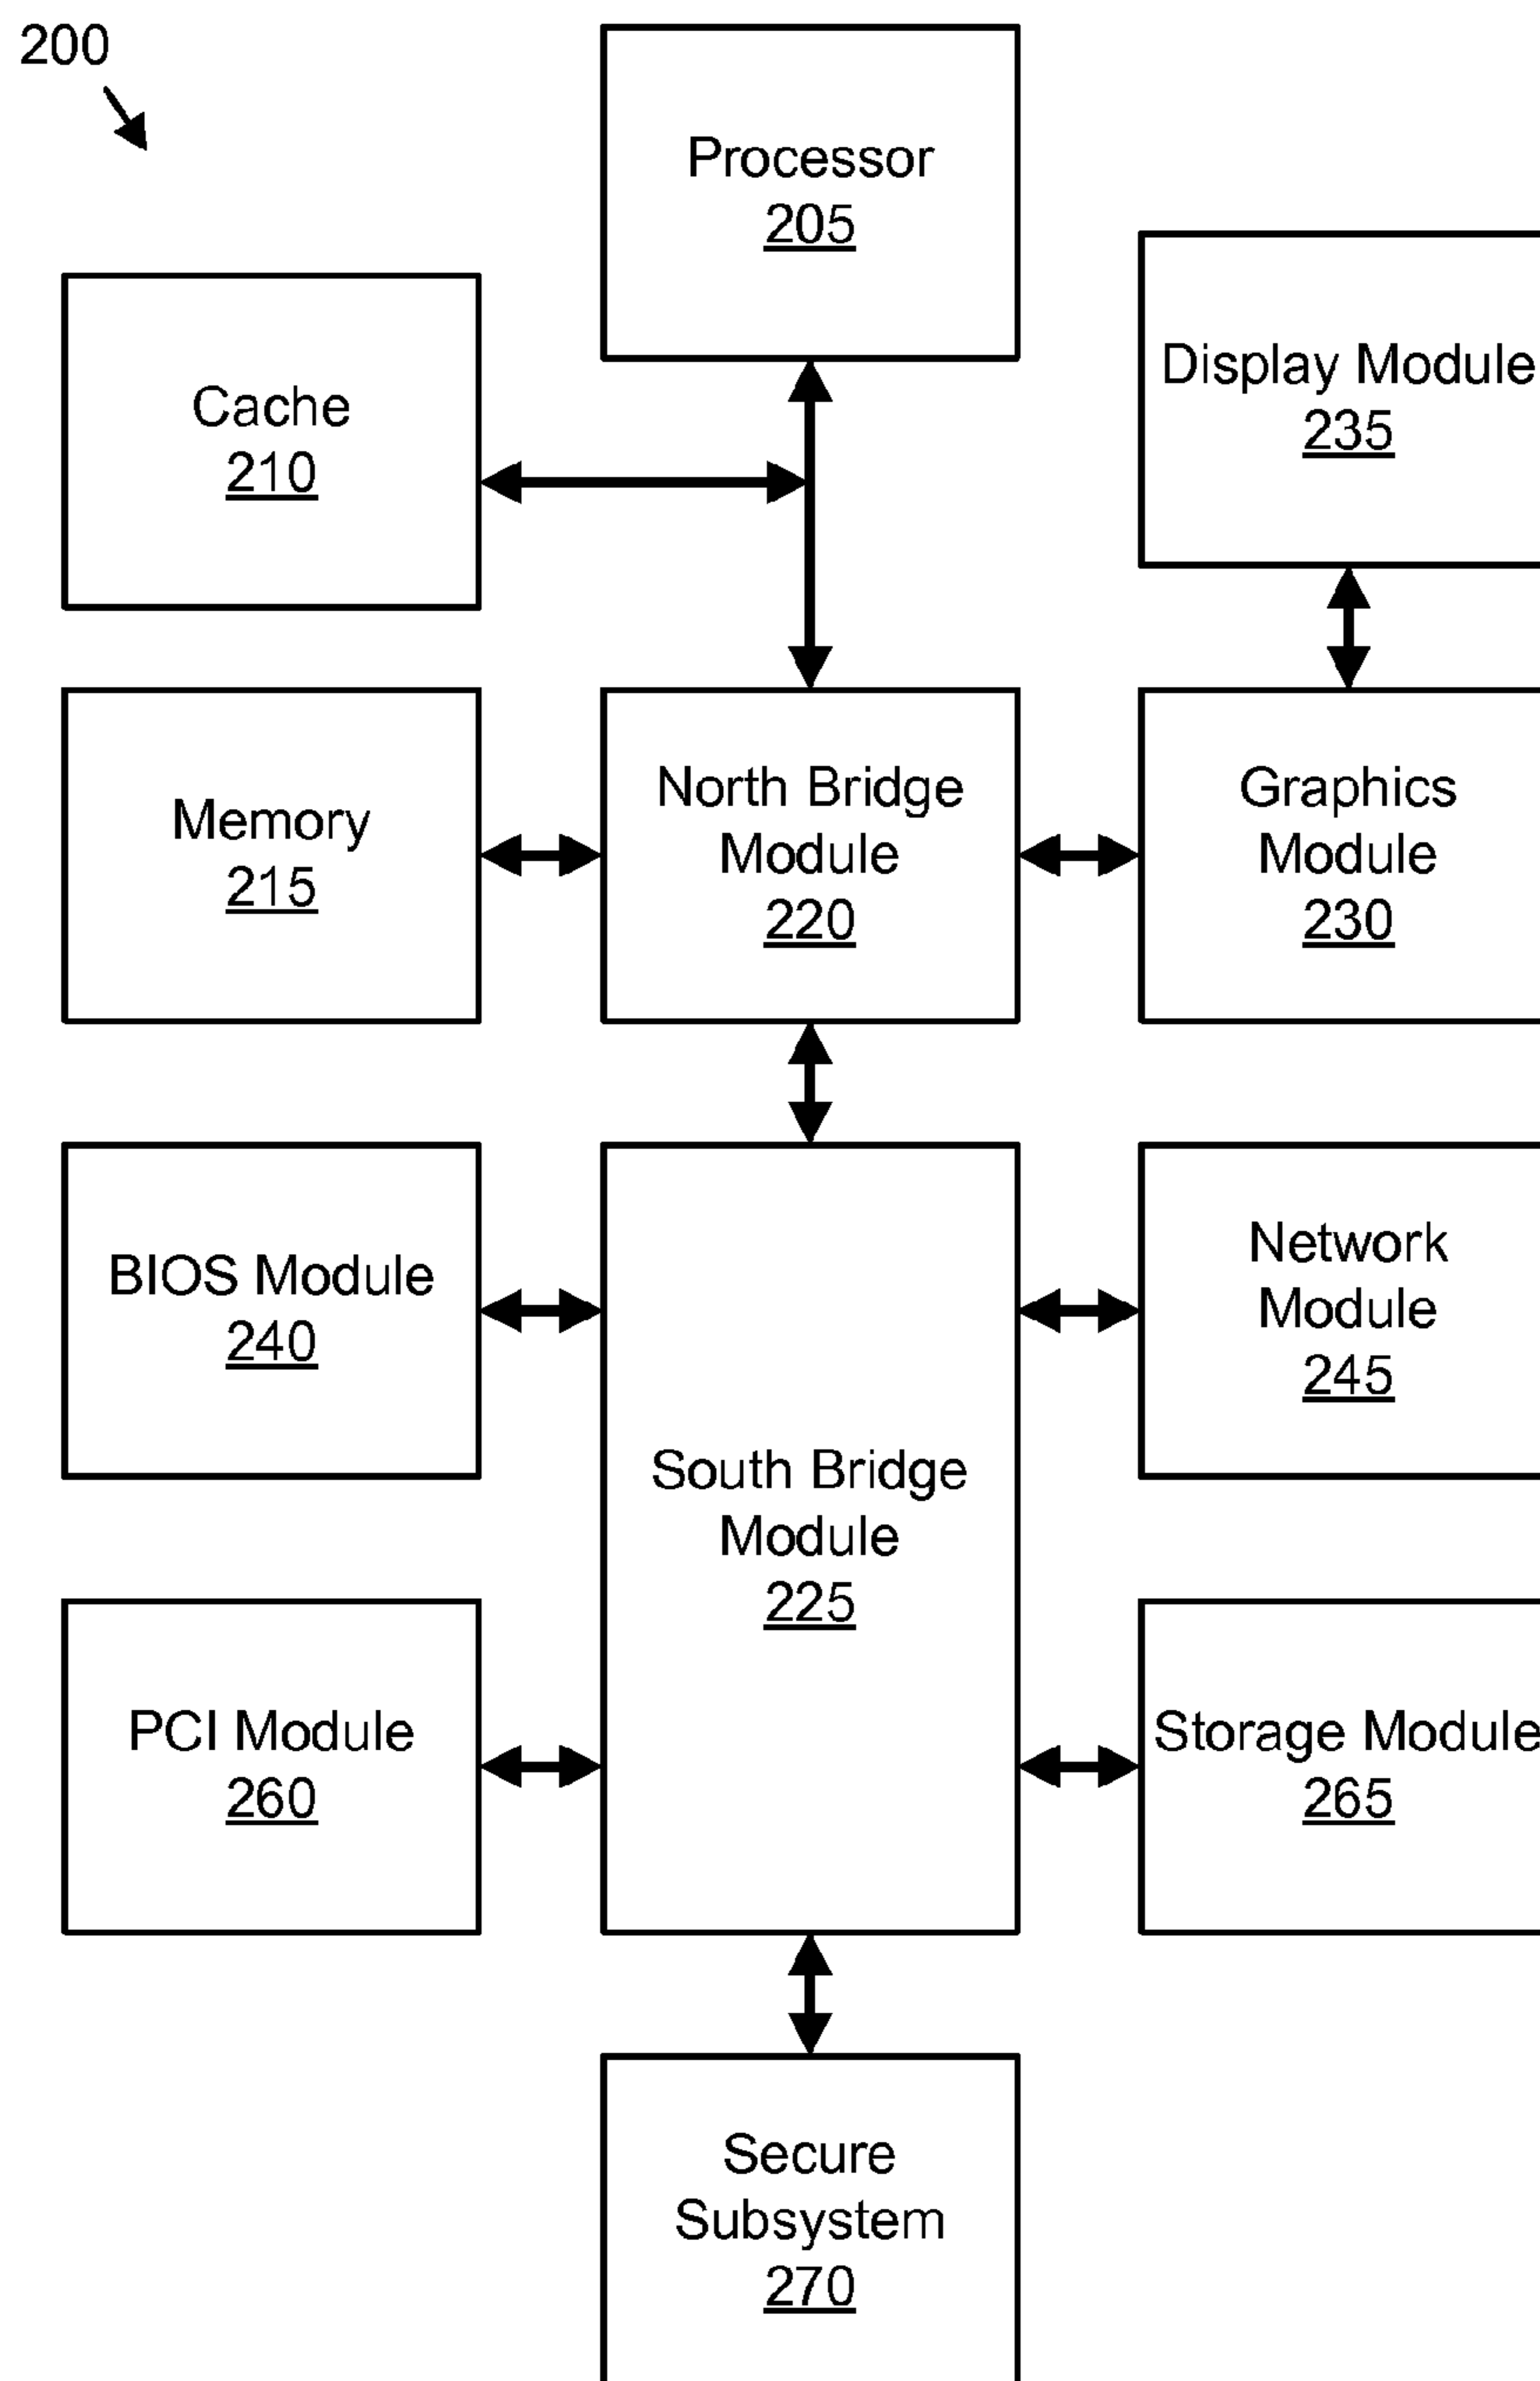 200
Processor
205
Cache
210
Display Module
235
Memory
215
North Bridge
Module
220
Graphics
Module
230
BIOS Module
240
South Bridge
Module
225
Network
Module
245
PCI Module
260
Storage Module
265
Secure
Subsystem
270